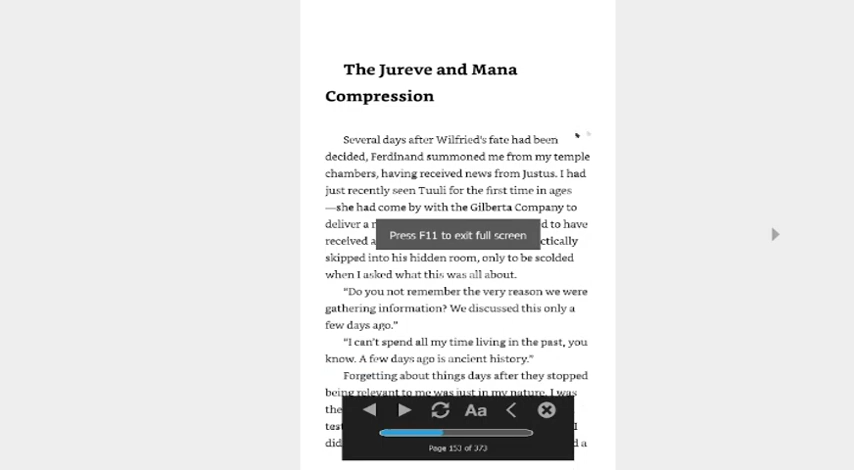 The Jureve and Mana
Compression
Several days after Wilfried's fate had been
decided, Ferdinand summoned me from my temple
chambers, having received news from Justus. I had
just recently seen Tuuli for the first time in ages
—she had come by with the Gilberta Company to
deliver a d to have
received a ctically
Press F11 to exit full screen
skipped into his hidden room, only to be scolded
when I asked what this was all about.
“Do you not remember the very reason we were
gathering information? We discussed this only a
few days ago.”
“I can't spend all my time living in the past, you
know. A few days ago is ancient history.”
Forgetting about things days after they stopped
being relevant to me was just in my nature. I was
the
test I
did d a
Aa
Page 153 of 373